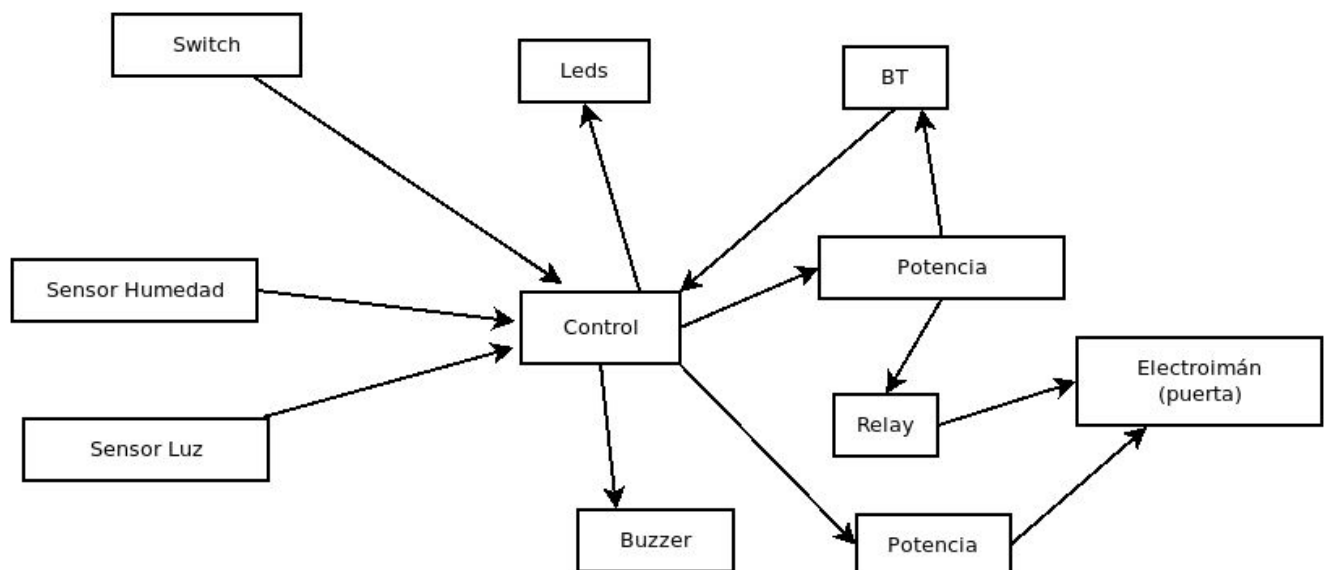 Switch
Leds
BT
Sensor Humedad
Potencia
Control
Electroimán
(puerta)
Relay
Sensor Luz
Buzzer
Potencia